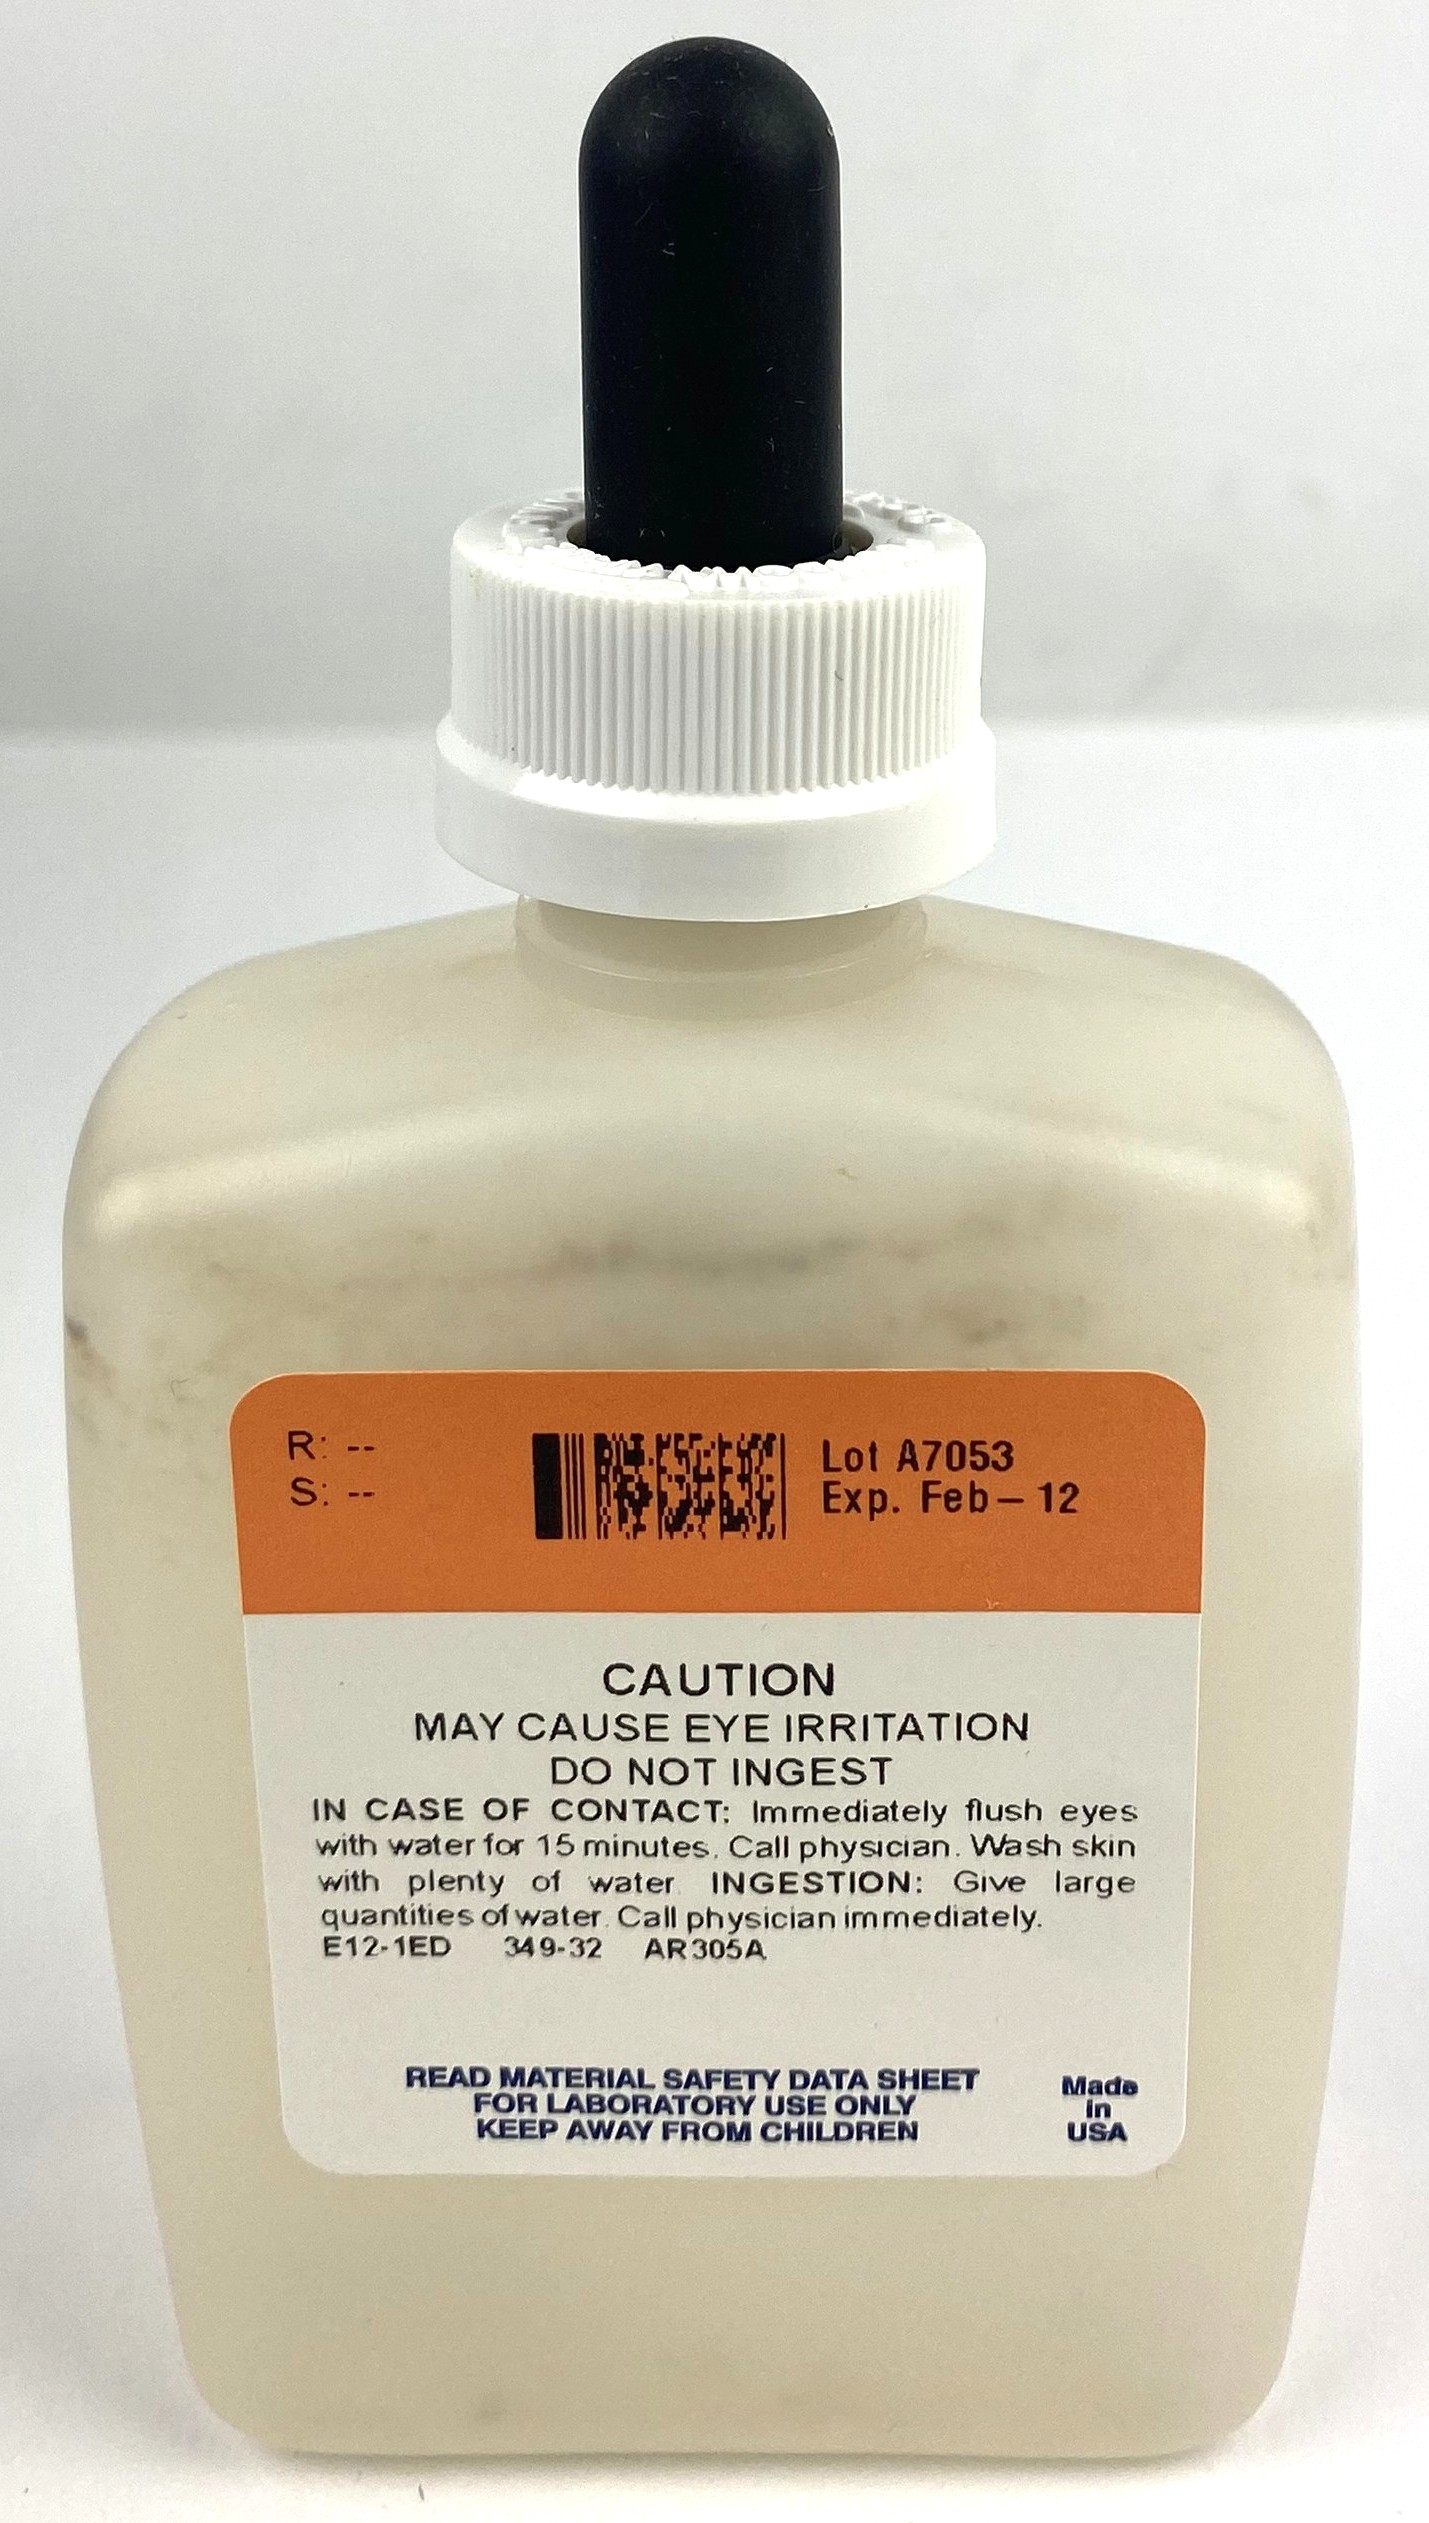 R: --
S: --
Lot A7053
Exp. Feb – 12
CAUTION
MAY CAUSE EYE IRRITATION
DO NOT INGEST
IN CASE OF CONTACT: Immediately flush eyes
with water for 15 minutes. Call physician. Wash skin
with plenty of water. INGESTION: Give large
quantities of water. Call physician immediately.
E12-1ED 349-32 AR305A
READ MATERIAL SAFETY DATA SHEET
FOR LABORATORY USE ONLY
KEEP AWAY FROM CHILDREN
Made
in
USA